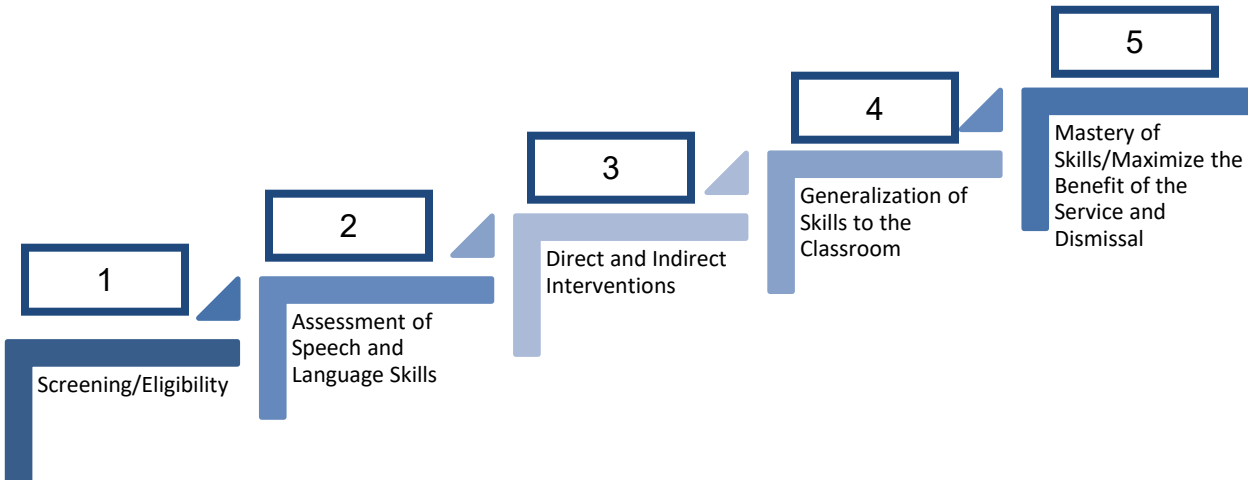 1
Screening/Eligibility
2
Assessment of
Speech and
Language Skills
3
Direct and Indirect
Interventions
4
Generalization of
Skills to the
Classroom
5
Mastery of
Skills/Maximize the
Benefit of the
Service and
Dismissal